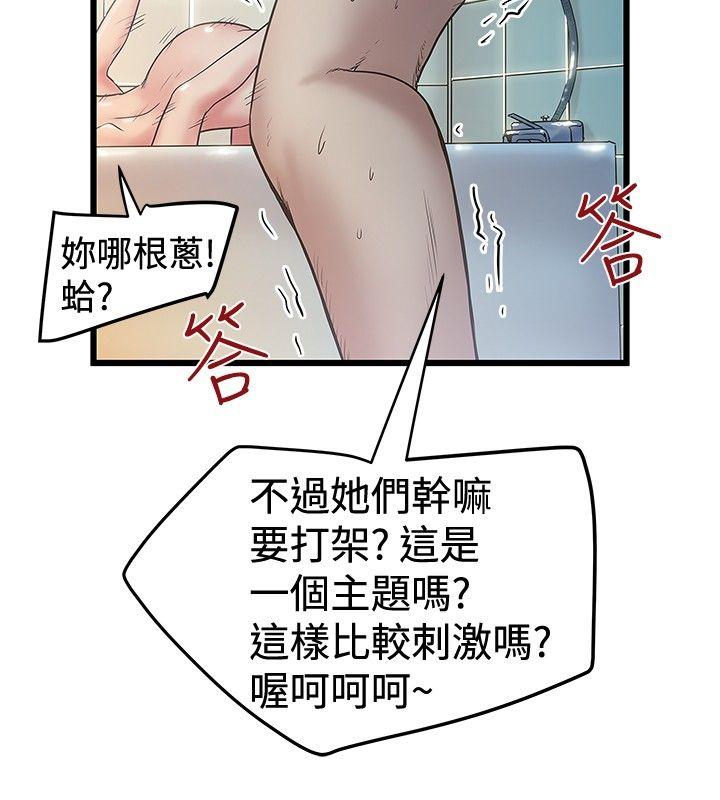 妳哪根蔥!
蛤?
答
答
不過她們幹嘛
要打架? 這是
一個主題嗎?
這樣比較刺激嗎?
喔呵呵呵~